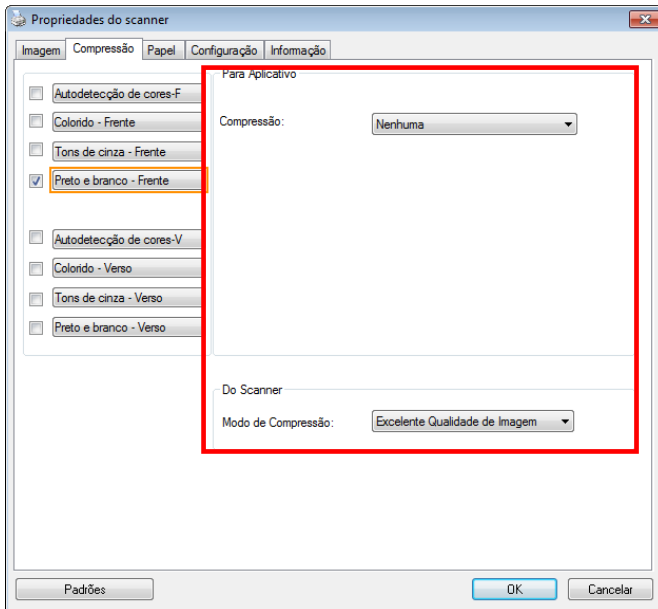 Propriedades do scanner
Imagem Compressão Papel Configuração Informação
Autodetecção de cores-F
Colorido - Frente
Tons de cinza - Frente
Preto e branco - Frente
Autodetecção de cores-V
Colorido - Verso
Tons de cinza - Verso
Preto e branco - Verso
Para Aplicativo
Compressão: Nenhuma
Do Scanner
Modo de Compressão: Excelente Qualidade de Imagem
Padrões OK Cancelar